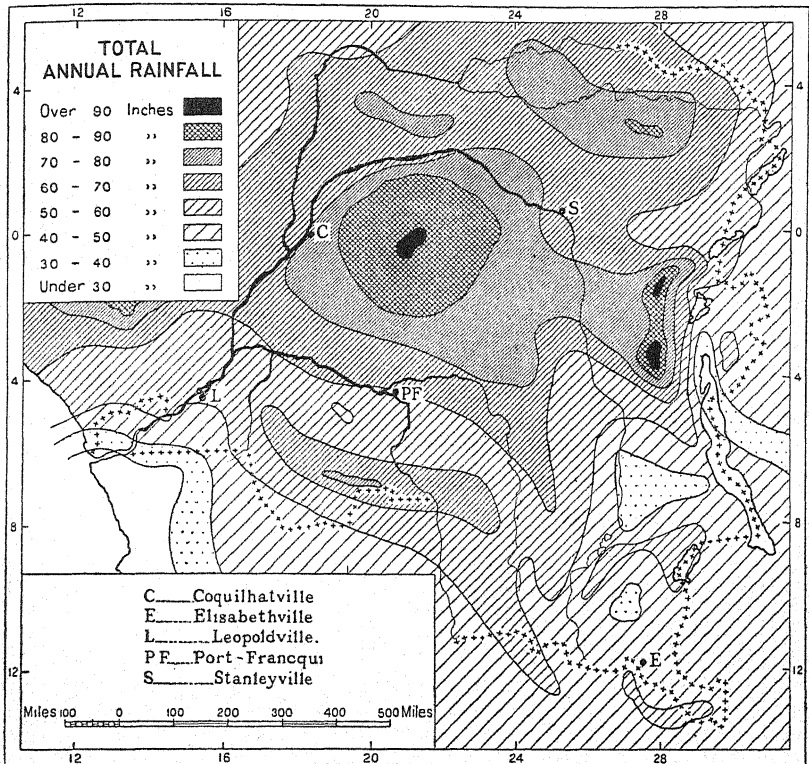 20 24 28
TOTAL
ANNUAL RAINFALL
Over 90 Inches
80 - 90 ,,
70 - 80 ,,
60 - 70 ,,
50 - 60 ,,
40 - 50 ,,
30 - 40 ,,
Under 30 ,,
4 4
0 0
4 4
8 8
12 12
C
S
L
PF
E
C Coquilhatville
E Elisabethville
L Leopoldville.
PF Port-Francqui
S Stanleyville
Miles 100 0 100 200 300 400 500 Miles
12 16 20 24 28